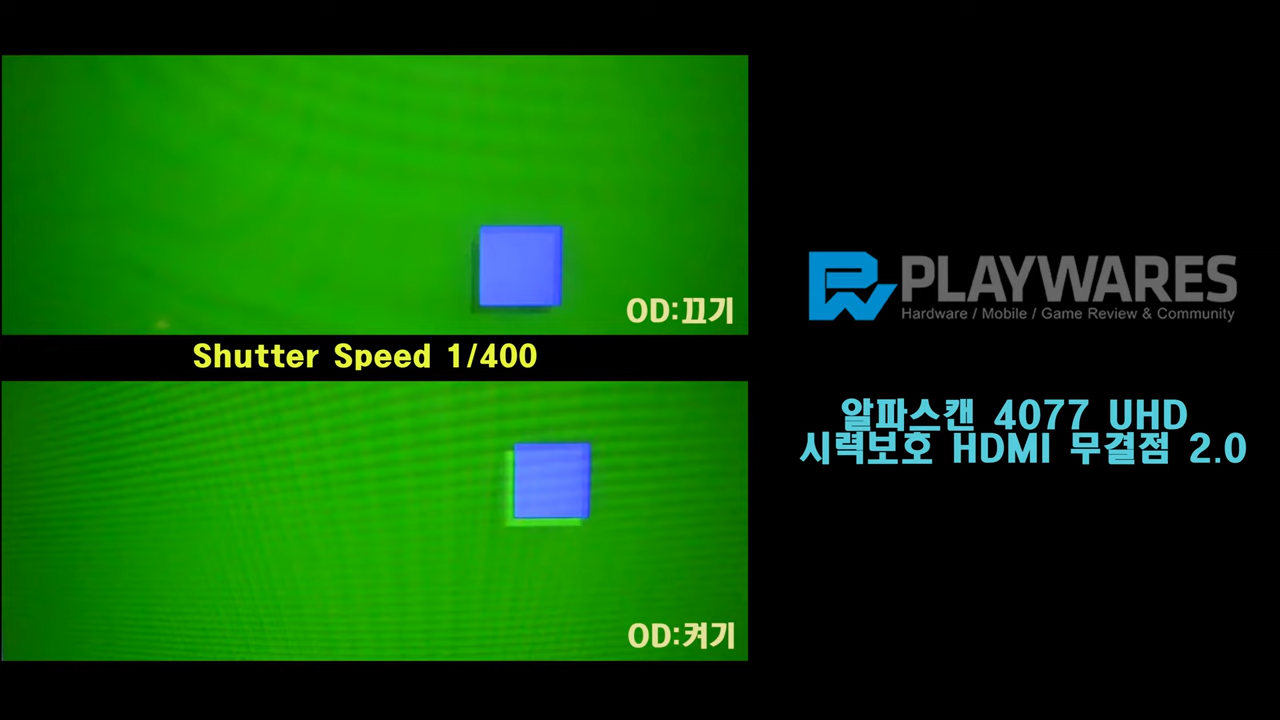 OD:끄기
Shutter Speed 1/400
OD:켜기
PLAYWARES
Hardware / Mobile / Game Review & Community
알파스캔 4077 UHD
시력보호 HDMI 무결점 2.0